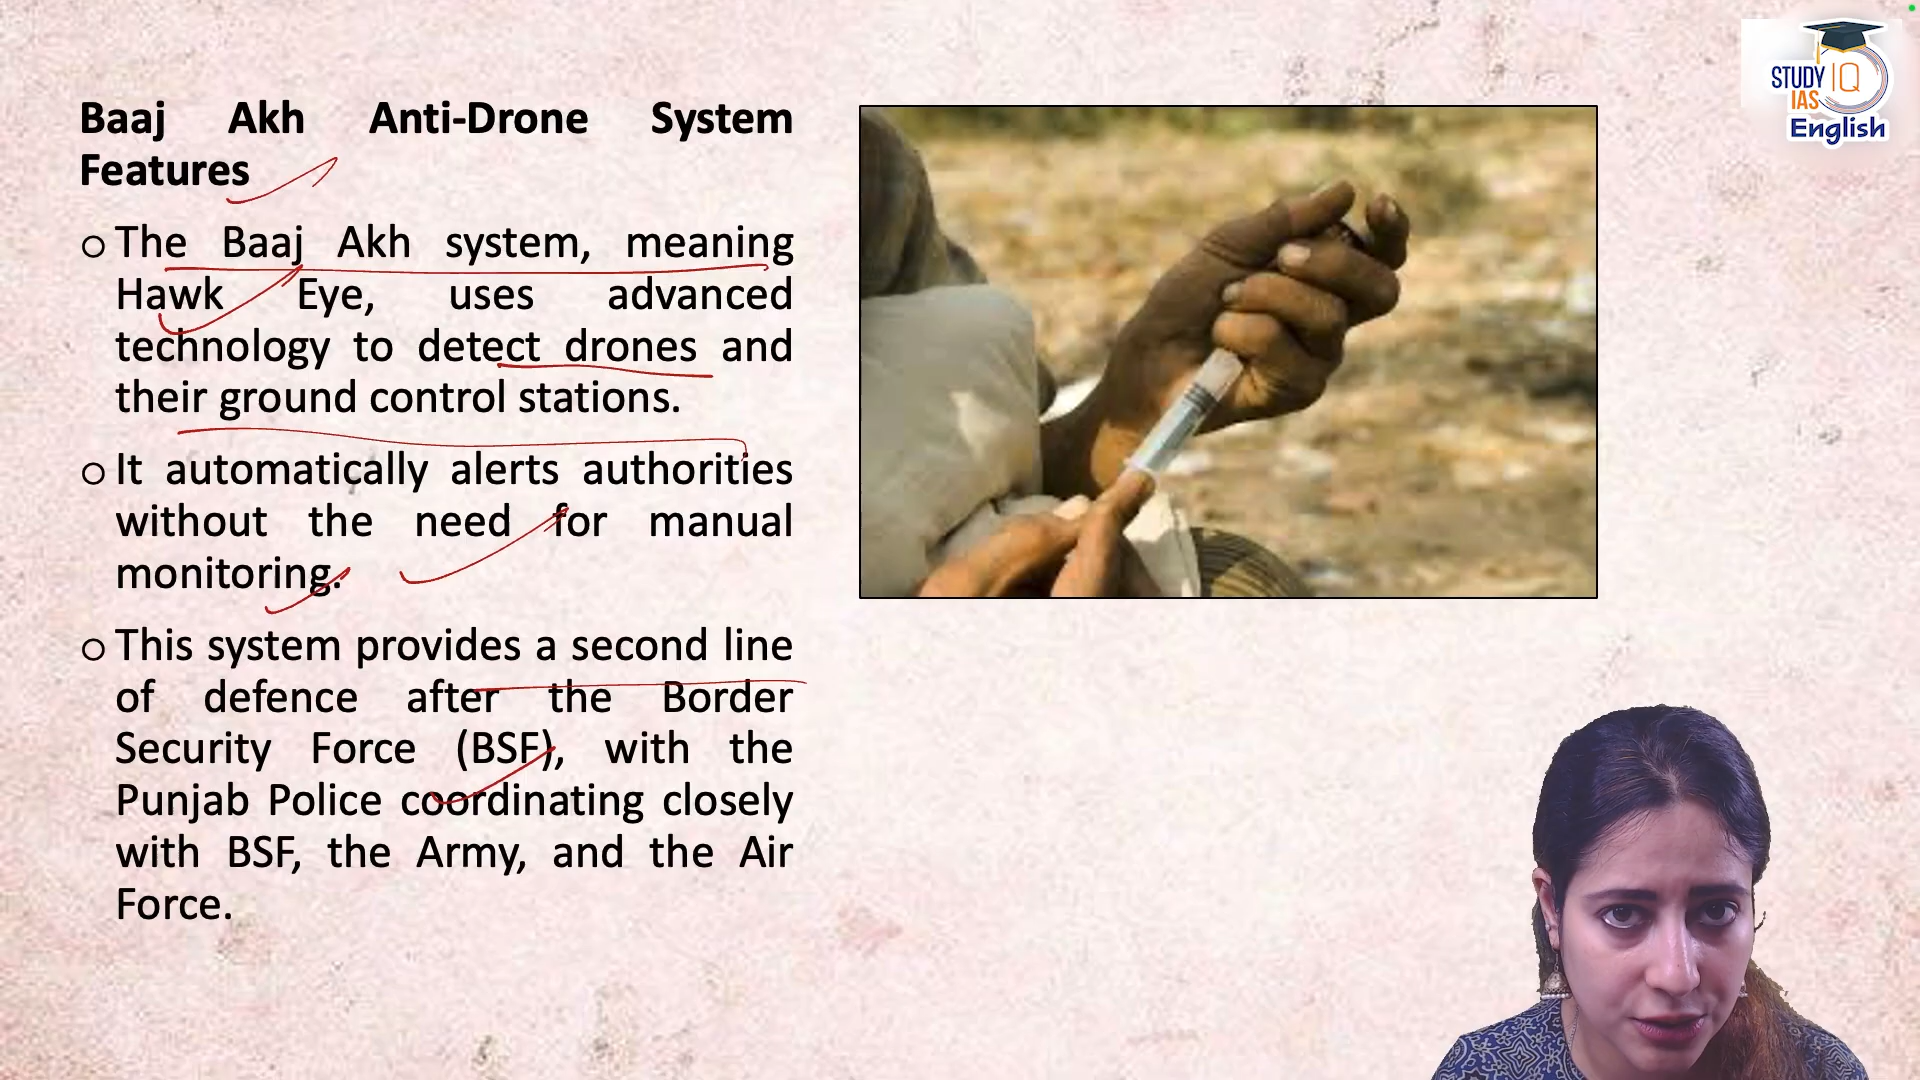 STUDY IQ
IAS
English
Baaj Akh Anti-Drone System
Features
The Baaj Akh system, meaning
Hawk Eye, uses advanced
technology to detect drones and
their ground control stations.
It automatically alerts authorities
without the need for manual
monitoring.
This system provides a second line
of defence after the Border
Security Force (BSF), with the
Punjab Police coordinating closely
with BSF, the Army, and the Air
Force.